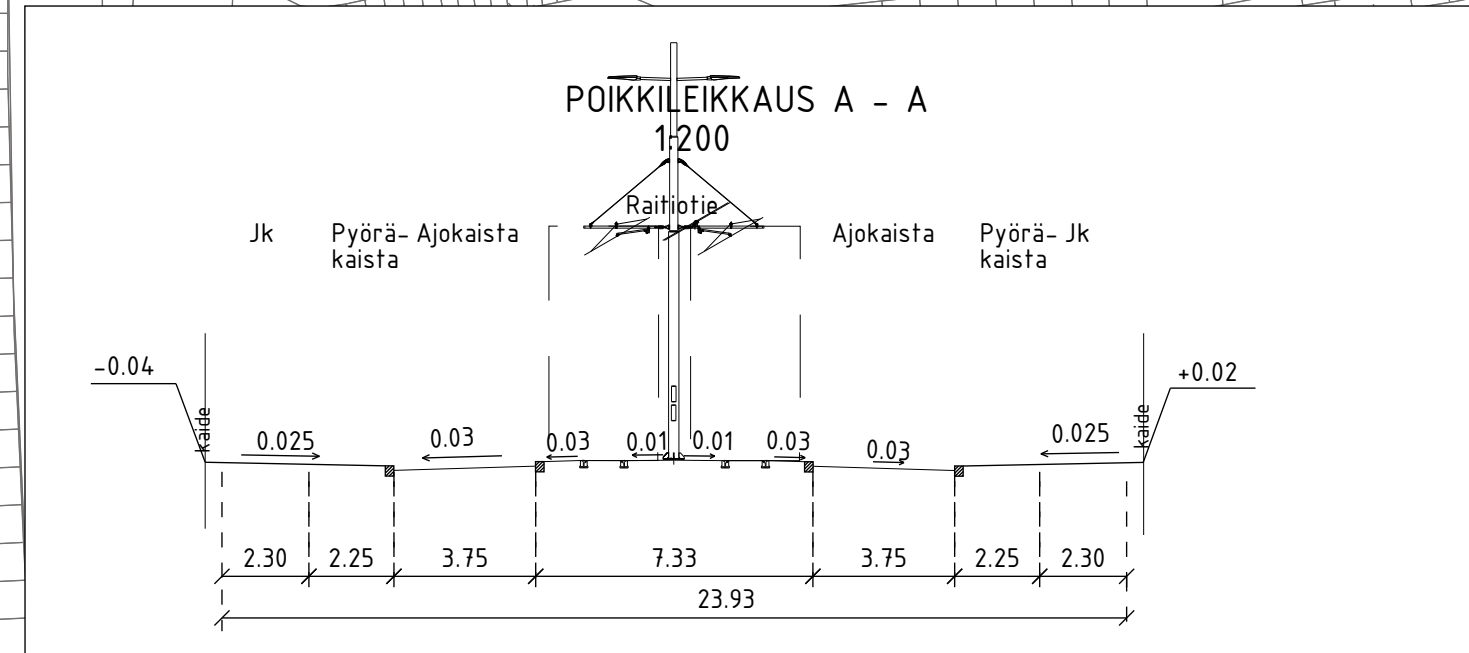 POIKKILEIKKAUS A - A
1:200
Raitiotie
Jk
Pyörä-
kaista
Ajokaista
Ajokaista
Pyörä-
kaista
Jk
-0.04
+0.02
kaide
kaide
0.025
0.03
0.03
0.01
0.01
0.03
0.03
0.025
2.30
2.25
3.75
7.33
3.75
2.25
2.30
23.93